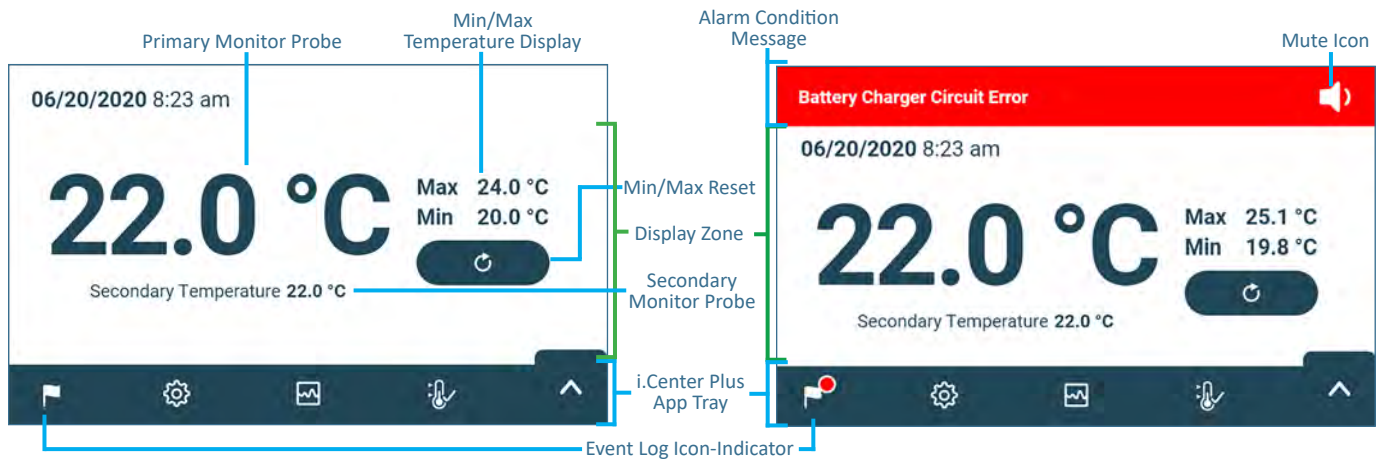 Min/Max
Temperature Display
Primary Monitor Probe
Alarm Condition
Message
Mute Icon
06/20/2020 8:23 am
22.0 °C
Max 24.0 °C
Min 20.0 °C
Secondary Temperature 22.0 °C
Min/Max Reset
Display Zone
Secondary
Monitor Probe
i.Center Plus
App Tray
Event Log Icon-Indicator
Battery Charger Circuit Error
06/20/2020 8:23 am
22.0 °C
Max 25.1 °C
Min 19.8 °C
Secondary Temperature 22.0 °C